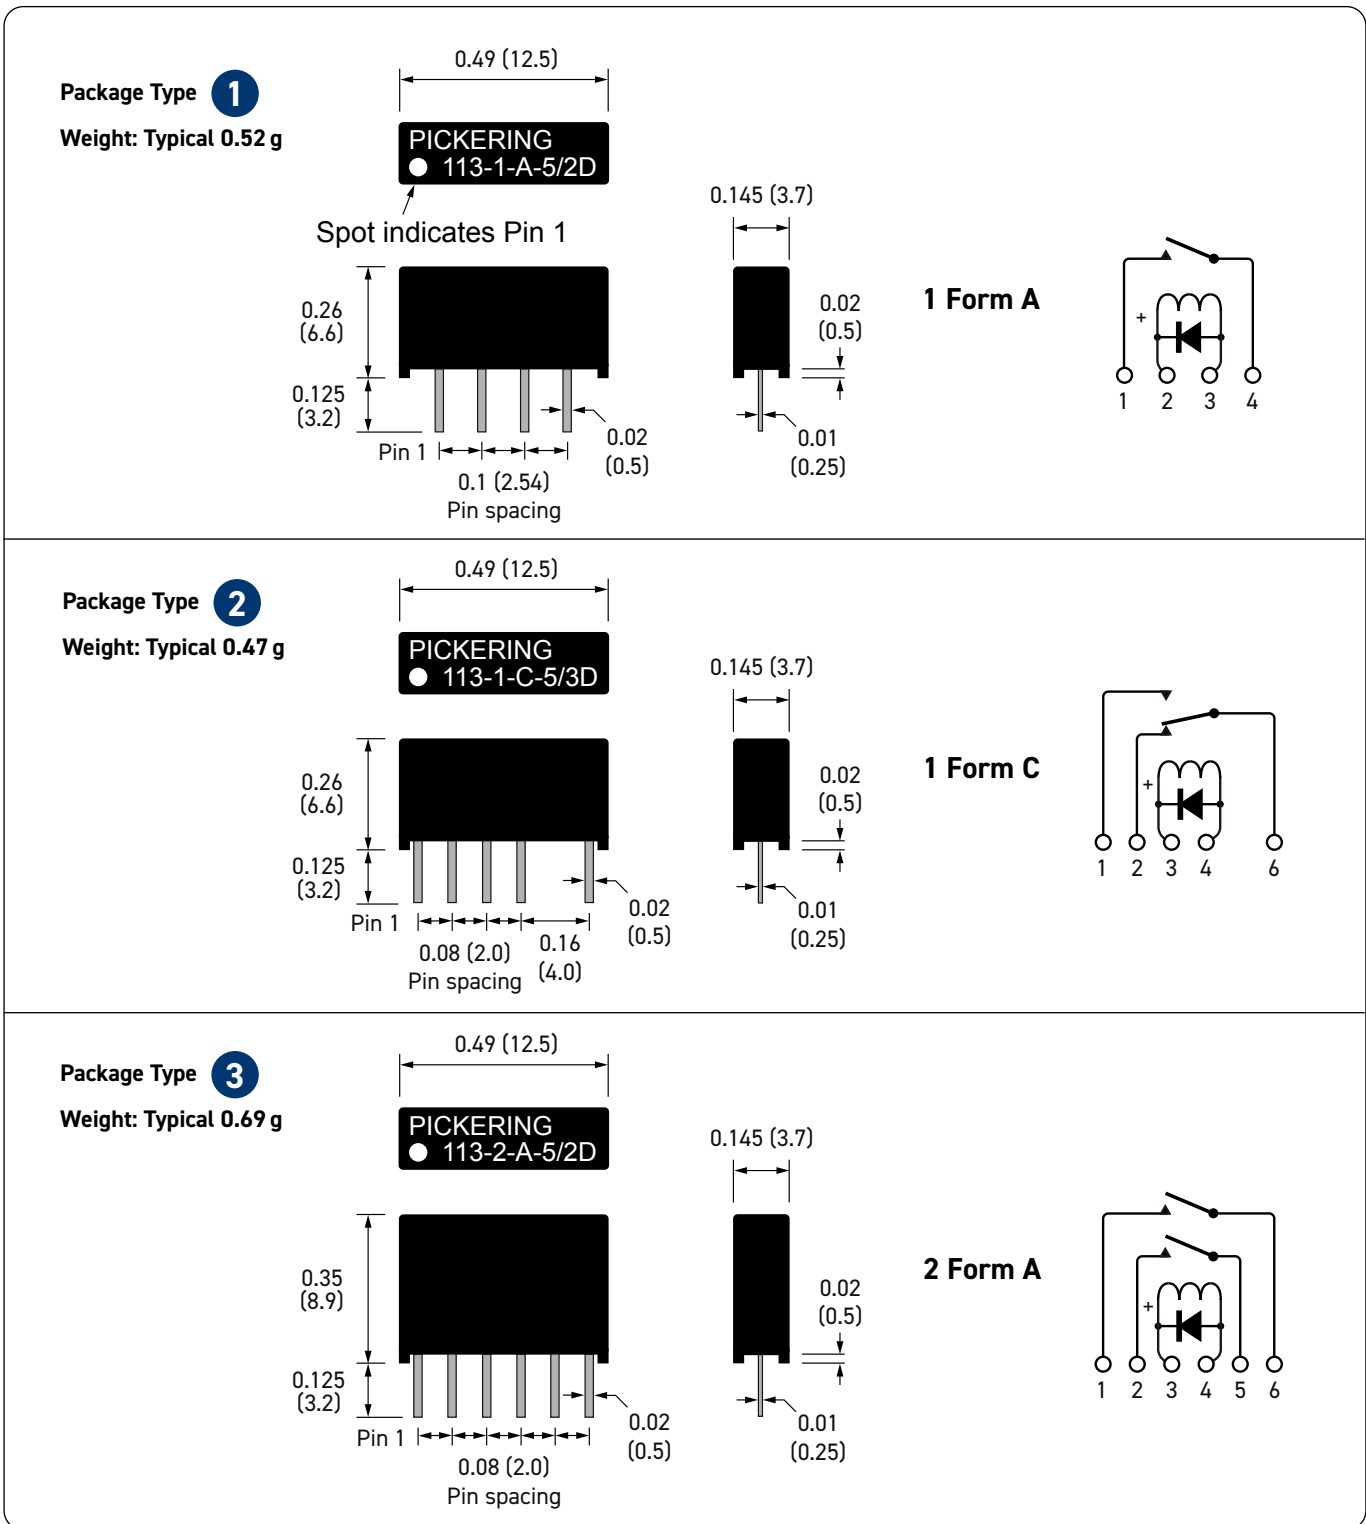 Package Type 1
Weight: Typical 0.52 g
0.49 (12.5)
PICKERING
113-1-A-5/2D
Spot indicates Pin 1
0.26
(6.6)
0.125
(3.2)
Pin 1
0.1 (2.54)
Pin spacing
0.02
(0.5)
0.145 (3.7)
0.02
(0.5)
0.01
(0.25)
1 Form A
+
1 2 3 4
Package Type 2
Weight: Typical 0.47 g
0.49 (12.5)
PICKERING
113-1-C-5/3D
0.26
(6.6)
0.125
(3.2)
Pin 1
0.08 (2.0)
Pin spacing
0.16
(4.0)
0.02
(0.5)
0.145 (3.7)
0.02
(0.5)
0.01
(0.25)
1 Form C
+
1 2 3 4 6
Package Type 3
Weight: Typical 0.69 g
0.49 (12.5)
PICKERING
113-2-A-5/2D
0.35
(8.9)
0.125
(3.2)
Pin 1
0.08 (2.0)
Pin spacing
0.02
(0.5)
0.145 (3.7)
0.02
(0.5)
0.01
(0.25)
2 Form A
+
1 2 3 4 5 6